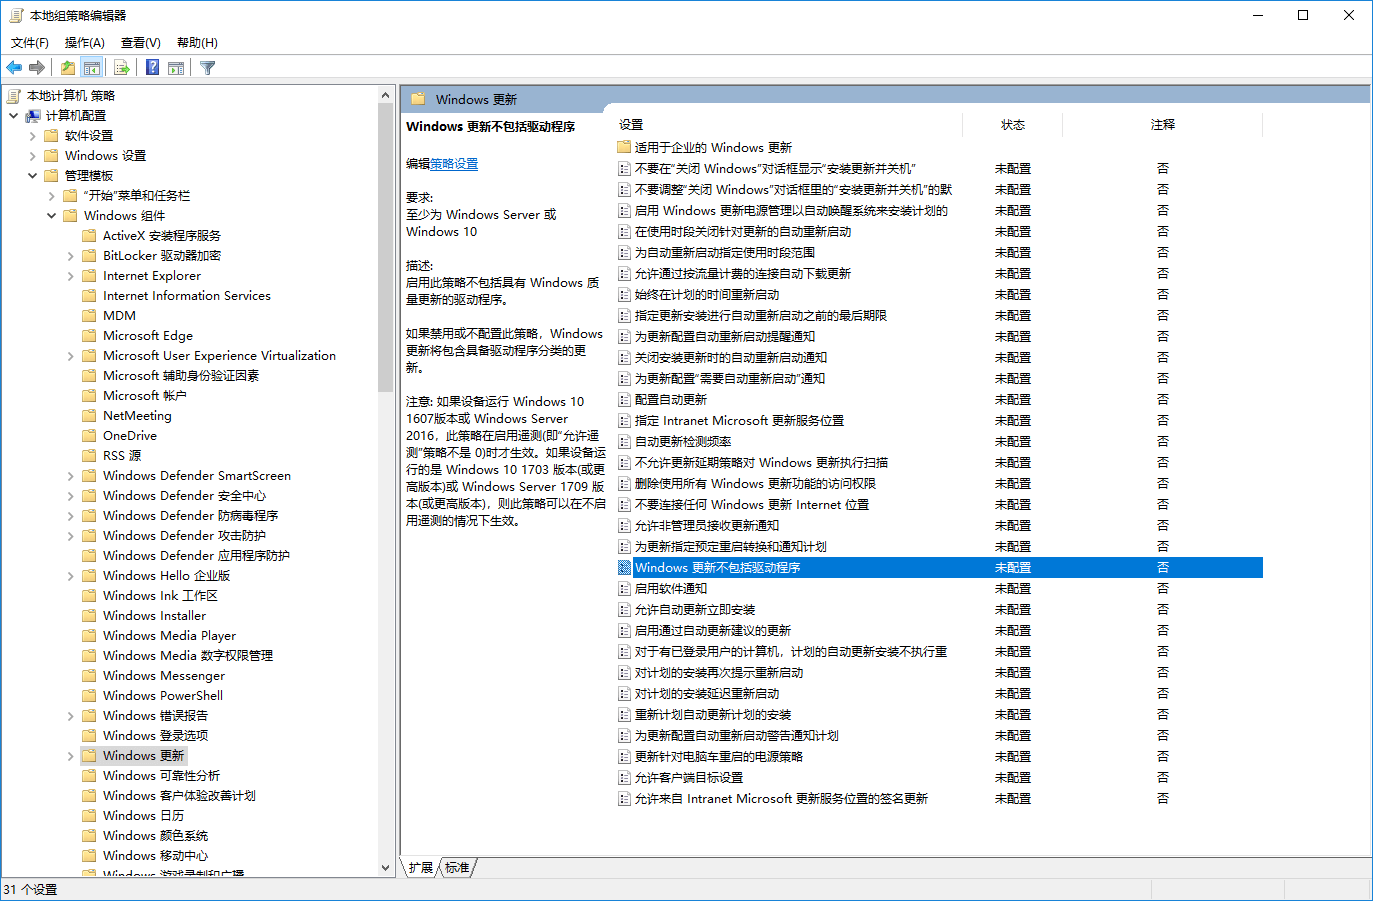 本地组策略编辑器
文件(F) 操作(A) 查看(V) 帮助(H)
本地计算机 策略
计算机配置
软件设置
Windows 设置
管理模板
“开始”菜单和任务栏
Windows 组件
ActiveX 安装程序服务
BitLocker 驱动器加密
Internet Explorer
Internet Information Services
MDM
Microsoft Edge
Microsoft User Experience Virtualization
Microsoft 辅助身份验证因素
Microsoft 帐户
NetMeeting
OneDrive
RSS 源
Windows Defender SmartScreen
Windows Defender 安全中心
Windows Defender 防病毒程序
Windows Defender 攻击防护
Windows Defender 应用程序防护
Windows Hello 企业版
Windows Ink 工作区
Windows Installer
Windows Media Player
Windows Media 数字权限管理
Windows Messenger
Windows PowerShell
Windows 错误报告
Windows 登录选项
Windows 更新
Windows 可靠性分析
Windows 客户体验改善计划
Windows 日历
Windows 颜色系统
Windows 移动中心
Windows 游戏录制和广播
Windows 更新
Windows 更新不包括驱动程序
编辑策略设置
要求:
至少为 Windows Server 或
Windows 10
描述:
启用此策略不包括具有 Windows 质
量更新的驱动程序。
如果禁用或不配置此策略，Windows
更新将包含具备驱动程序分类的更
新。
注意: 如果设备运行 Windows 10
1607版本或 Windows Server
2016，此策略在启用遥测(即“允许遥
测”策略不是 0)时才生效。如果设备运
行的是 Windows 10 1703 版本(或更
高版本)或 Windows Server 1709 版
本(或更高版本)，则此策略可以在不启
用遥测的情况下生效。
设置 状态 注释
适用于企业的 Windows 更新
不要在“关闭 Windows”对话框显示“安装更新并关机” 未配置 否
不要调整“关闭 Windows”对话框里的“安装更新并关机”的默 未配置 否
启用 Windows 更新电源管理以自动唤醒系统来安装计划的 未配置 否
在使用时段关闭针对更新的自动重新启动 未配置 否
为自动重新启动指定使用时段范围 未配置 否
允许通过按流量计费的连接自动下载更新 未配置 否
始终在计划的时间重新启动 未配置 否
指定更新安装进行自动重新启动之前的最后期限 未配置 否
为更新配置自动重新启动提醒通知 未配置 否
关闭安装更新时的自动重新启动通知 未配置 否
为更新配置“需要自动重新启动”通知 未配置 否
配置自动更新 未配置 否
指定 Intranet Microsoft 更新服务位置 未配置 否
自动更新检测频率 未配置 否
不允许更新延期策略对 Windows 更新执行扫描 未配置 否
删除使用所有 Windows 更新功能的访问权限 未配置 否
不要连接任何 Windows 更新 Internet 位置 未配置 否
允许非管理员接收更新通知 未配置 否
为更新指定预定重启转换和通知计划 未配置 否
Windows 更新不包括驱动程序 未配置 否
启用软件通知 未配置 否
允许自动更新立即安装 未配置 否
启用通过自动更新建议的更新 未配置 否
对于有已登录用户的计算机，计划的自动更新安装不执行重 未配置 否
对计划的安装再次提示重新启动 未配置 否
对计划的安装延迟重新启动 未配置 否
重新计划自动更新计划的安装 未配置 否
为更新配置自动重新启动警告通知计划 未配置 否
更新针对电脑车重启的电源策略 未配置 否
允许客户端目标设置 未配置 否
允许来自 Intranet Microsoft 更新服务位置的签名更新 未配置 否
扩展 标准
31 个设置